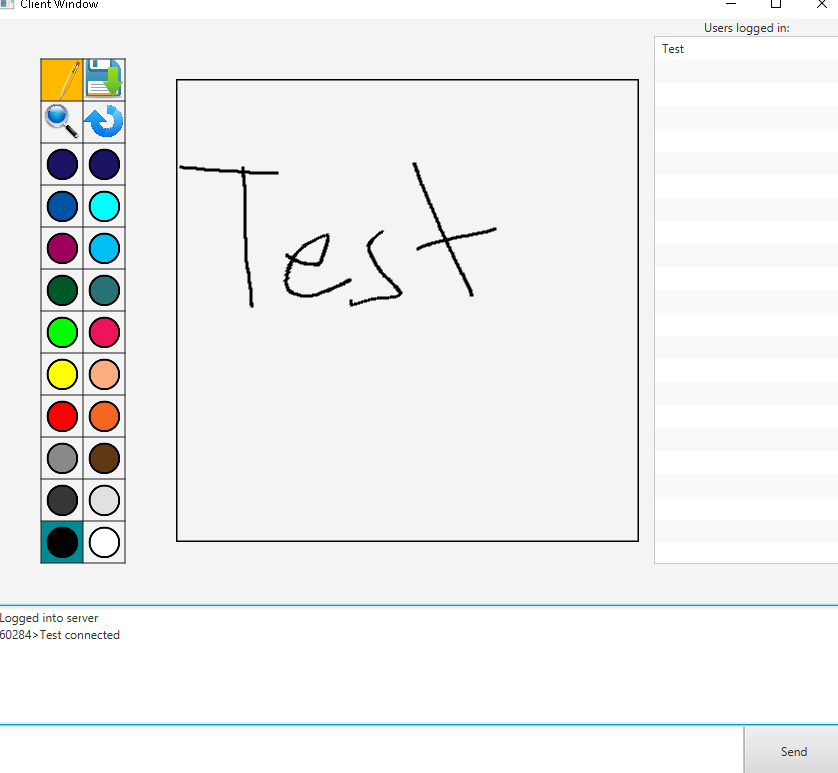 Client Window
Users logged in:
Test
Test
Logged into server
60284>Test connected
Send